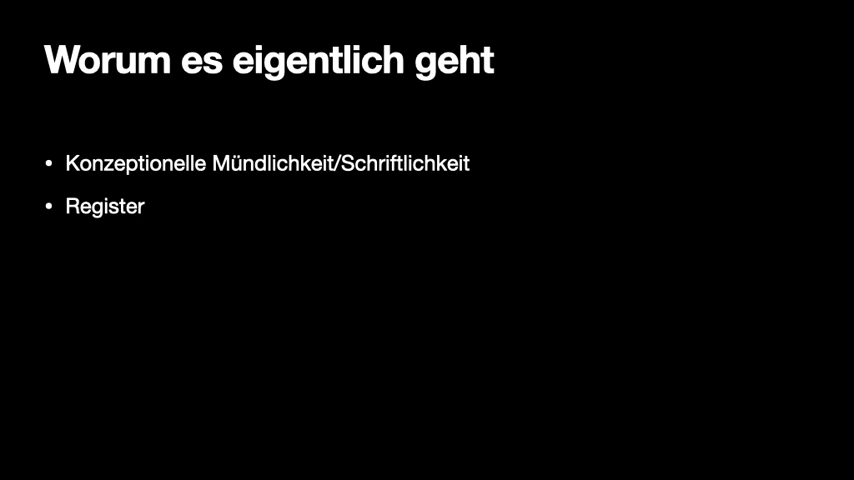 Worum es eigentlich geht
• Konzeptionelle Mündlichkeit/Schriftlichkeit
• Register